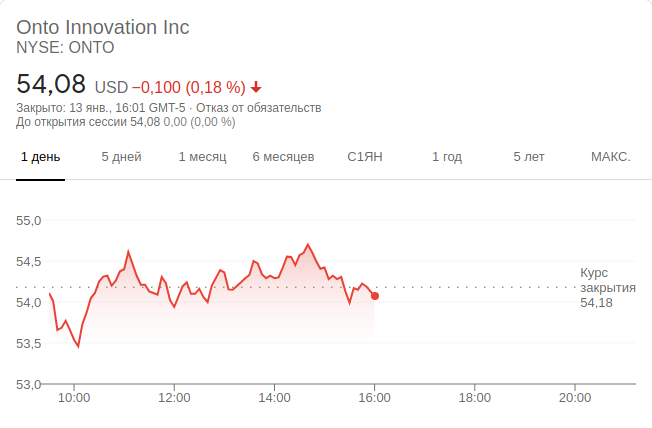 Onto Innovation Inc
NYSE: ONTO
54,08 USD −0,100 (0,18 %)
Закрыто: 13 янв., 16:01 GMT-5 · Отказ от обязательств
До открытия сессии 54,08 0,00 (0,00 %)
1 день 5 дней 1 месяц 6 месяцев С1ЯН 1 год 5 лет МАКС.
55,0
54,5
54,0
53,5
53,0
Курс
закрытия
54,18
10:00 12:00 14:00 16:00 18:00 20:00